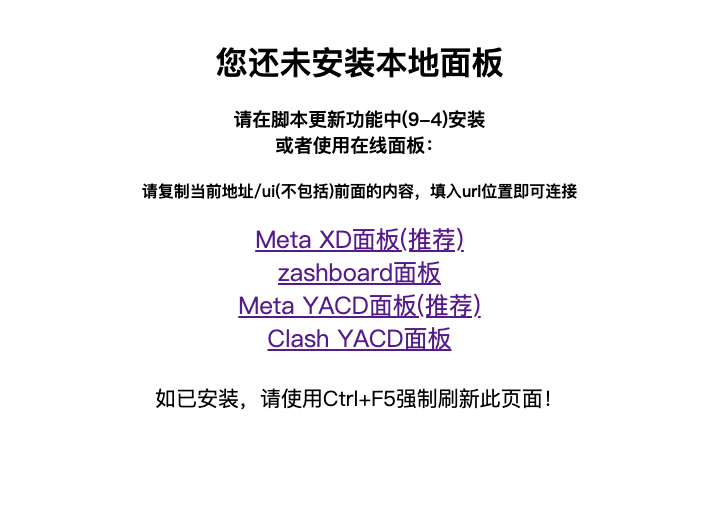 您还未安装本地面板
请在脚本更新功能中(9-4)安装
或者使用在线面板：
请复制当前地址/ui(不包括)前面的内容，填入url位置即可连接
Meta XD面板(推荐)
zashboard面板
Meta YACD面板(推荐)
Clash YACD面板
如已安装，请使用Ctrl+F5强制刷新此页面！